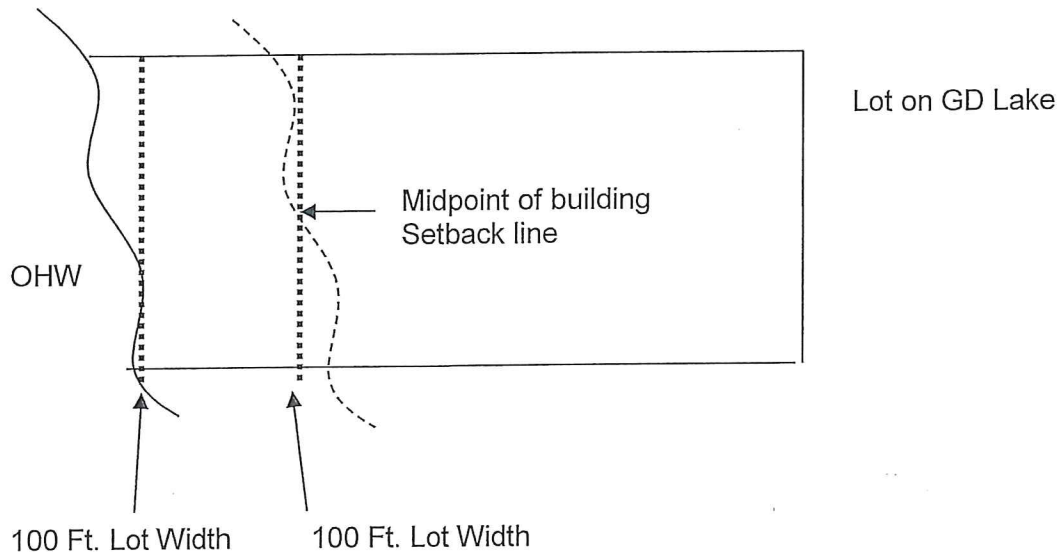 Lot on GD Lake
Midpoint of building
Setback line
OHW
100 Ft. Lot Width
100 Ft. Lot Width